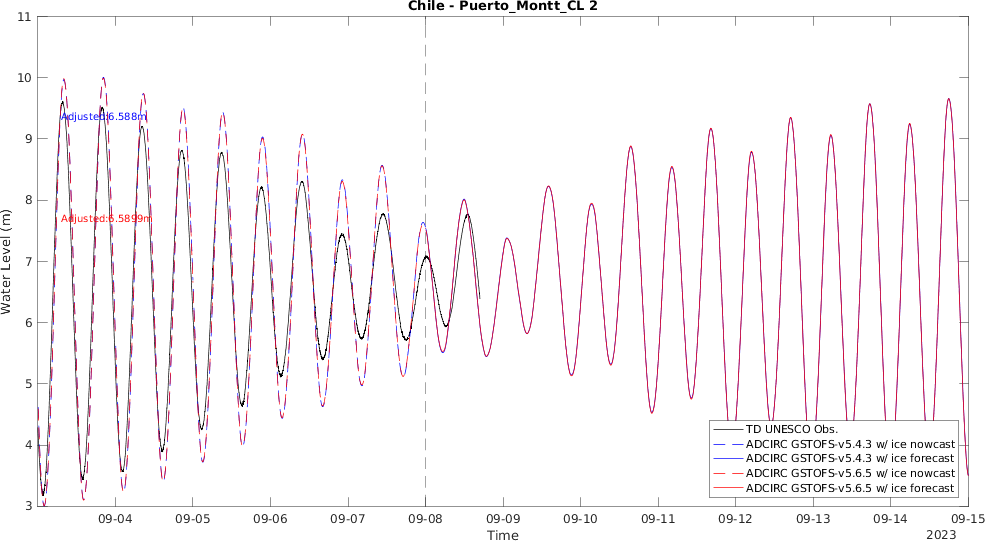 Chile - Puerto_Montt_CL 2
11
10
9
8
7
6
5
4
3
Water Level (m)
Adjusted:6.588m
Adjusted:6.5899m
TD UNESCO Obs.
ADCIRC GSTOFS-v5.4.3 w/ ice nowcast
ADCIRC GSTOFS-v5.4.3 w/ ice forecast
ADCIRC GSTOFS-v5.6.5 w/ ice nowcast
ADCIRC GSTOFS-v5.6.5 w/ ice forecast
09-04 09-05 09-06 09-07 09-08 09-09 09-10 09-11 09-12 09-13 09-14 09-15
Time
2023